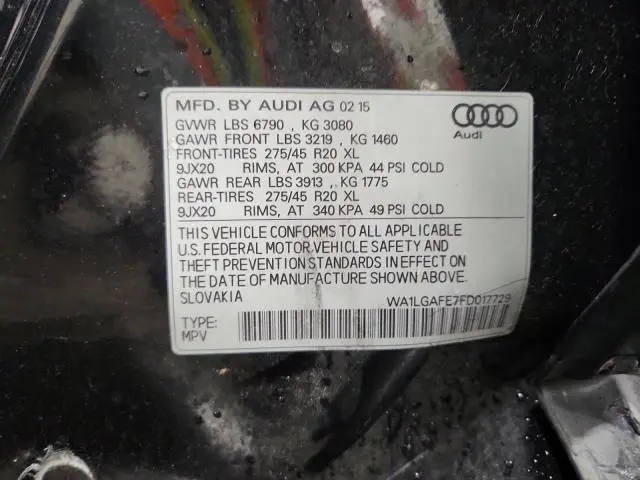 MFD. BY AUDI AG 02 15
GVWR LBS 6790 , KG 3080
GAWR FRONT LBS 3219 , KG 1460
FRONT-TIRES 275/45 R20 XL
9JX20 RIMS, AT 300 KPA 44 PSI COLD
GAWR REAR LBS 3913 , KG 1775
REAR-TIRES 275/45 R20 XL
9JX20 RIMS, AT 340 KPA 49 PSI COLD
Audi
THIS VEHICLE CONFORMS TO ALL APPLICABLE
U.S. FEDERAL MOTOR VEHICLE SAFETY AND
THEFT PREVENTION STANDARDS IN EFFECT ON
THE DATE OF MANUFACTURE SHOWN ABOVE.
SLOVAKIA
WA1LGAFE7FD017729
TYPE:
MPV